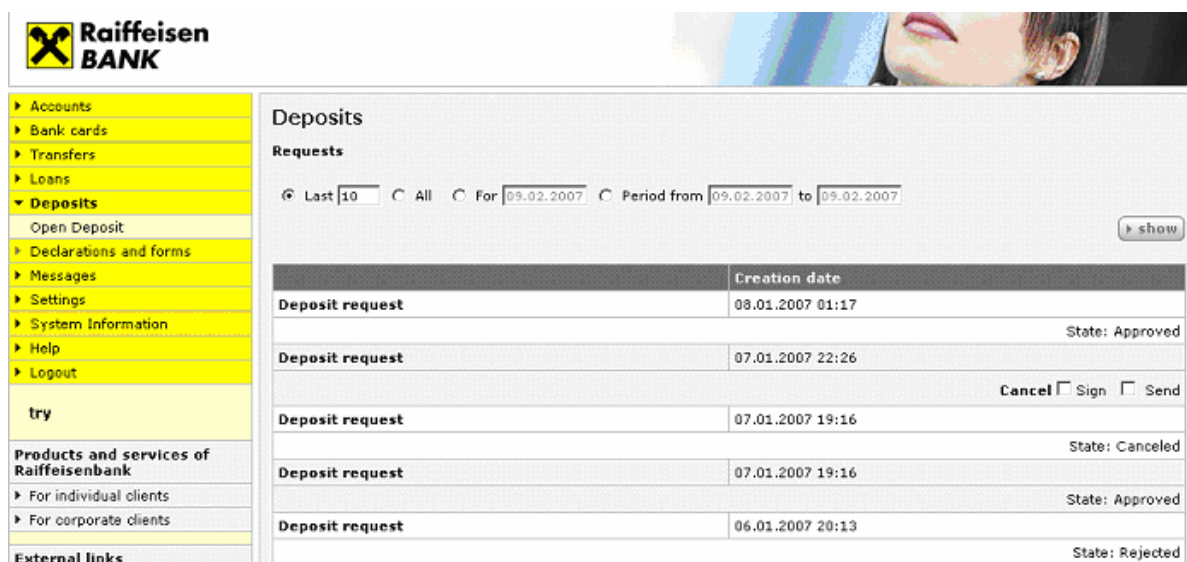 Raiffeisen
BANK
Accounts
Bank cards
Transfers
Loans
Deposits
Open Deposit
Declarations and forms
Messages
Settings
System Information
Help
Logout
try
Products and services of
Raiffeisenbank
For individual clients
For corporate clients
External links
Deposits
Requests
Last 10 All For 09.02.2007 Period from 09.02.2007 to 09.02.2007
show
Creation date
Deposit request 08.01.2007 01:17
State: Approved
Deposit request 07.01.2007 22:26
Cancel Sign Send
Deposit request 07.01.2007 19:16
State: Canceled
Deposit request 07.01.2007 19:16
State: Approved
Deposit request 06.01.2007 20:13
State: Rejected